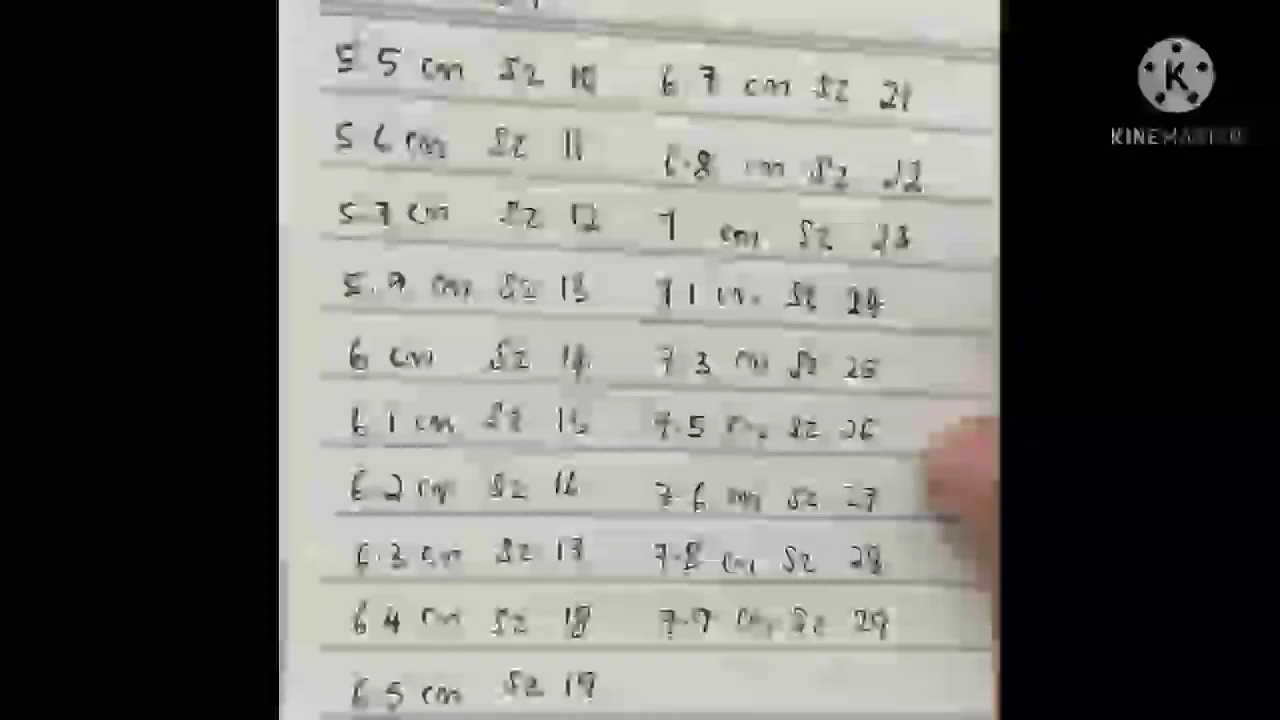 5.5 cm Sz 10
5.6 cm Sz 11
5.7 cm Sz 12
5.9 cm Sz 13
6 cm Sz 14
6.1 cm Sz 15
6.2 cm Sz 16
6.3 cm Sz 17
6.4 cm Sz 18
6.5 cm Sz 19
6.7 cm Sz 21
6.8 cm Sz 22
7 cm Sz 23
7.1 cm Sz 24
7.3 cm Sz 25
7.5 cm Sz 26
7.6 cm Sz 27
7.8 cm Sz 28
7.9 cm Sz 29
KINEMASTER